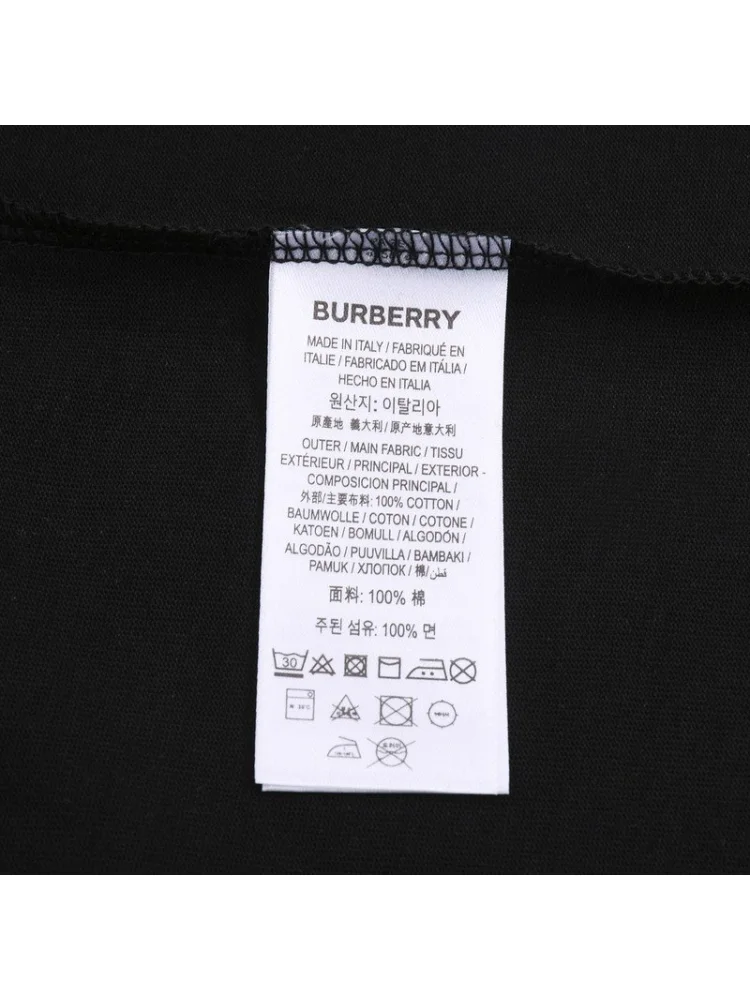 BURBERRY
MADE IN ITALY / FABRIQUÉ EN
ITALIE / FABRICADO EM ITÁLIA /
HECHO EN ITALIA
원산지: 이탈리아
原產地 義大利 / 原产地意大利
OUTER / MAIN FABRIC / TISSU
EXTÉRIEUR / PRINCIPAL / EXTERIOR -
COMPOSICION PRINCIPAL /
外部/主要布料: 100% COTTON /
BAUMWOLLE / COTON / COTONE /
KATOEN / BOMULL / ALGODÓN /
ALGODÃO / PUUVILLA / BAMBAKI /
PAMUK / ХЛОПОК / 棉/قطن
面料: 100% 棉
주된 섬유: 100% 면
30